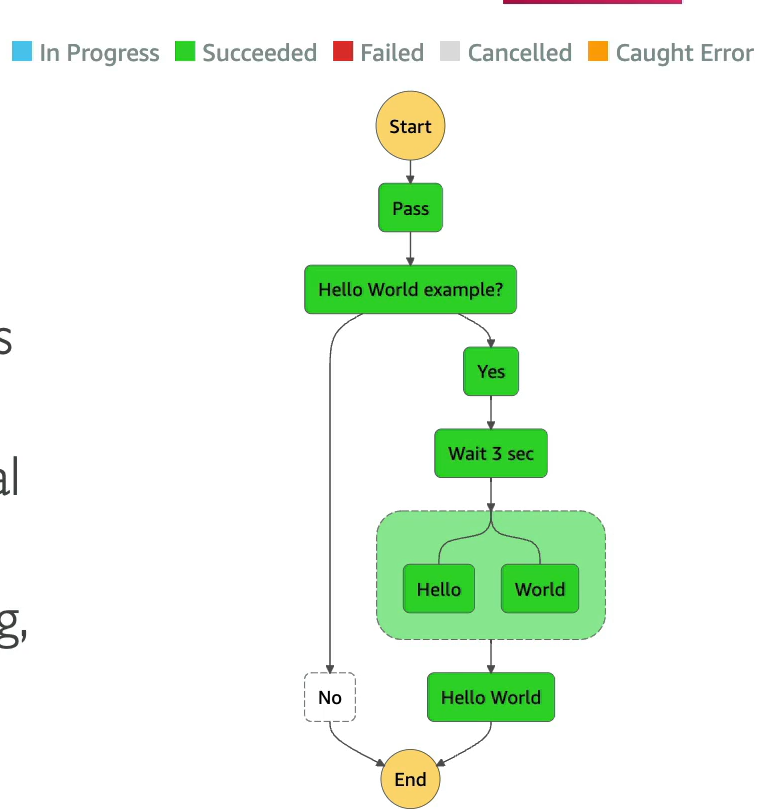 In Progress Succeeded Failed Cancelled Caught Error
Start
Pass
Hello World example?
Yes
Wait 3 sec
Hello World
No Hello World
End